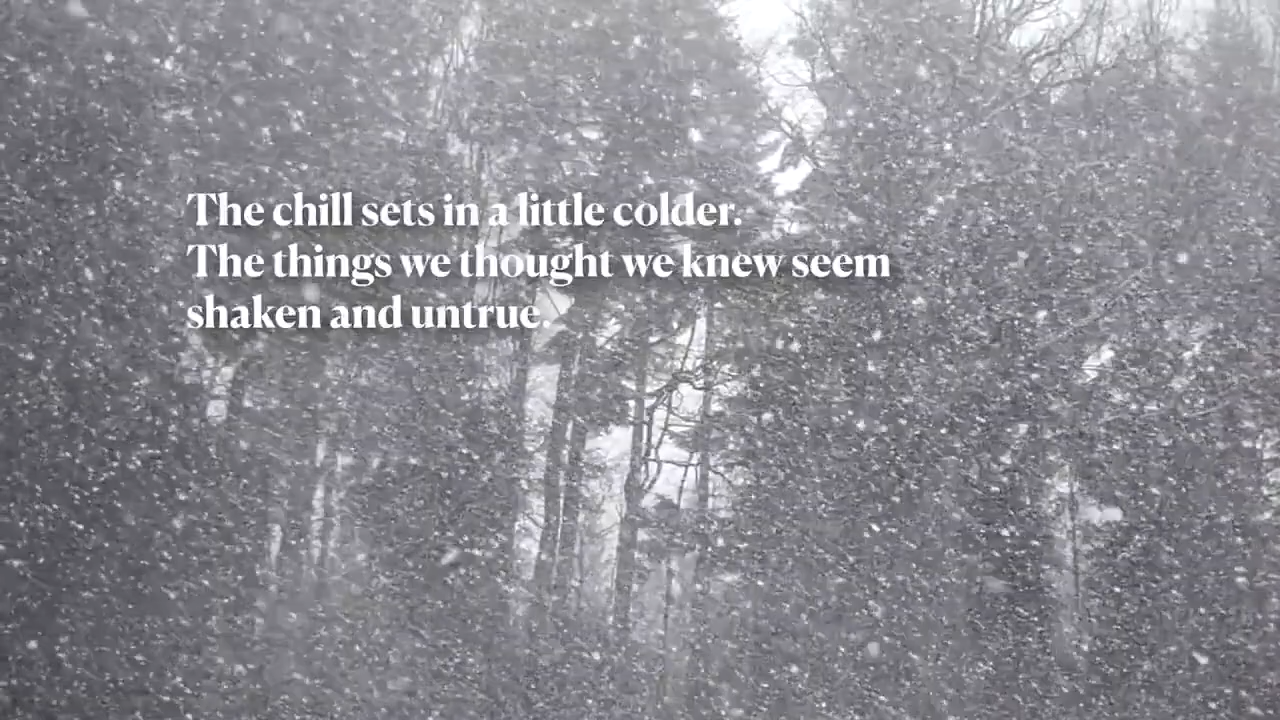 The chill sets in a little colder.
The things we thought we knew seem
shaken and untrue.